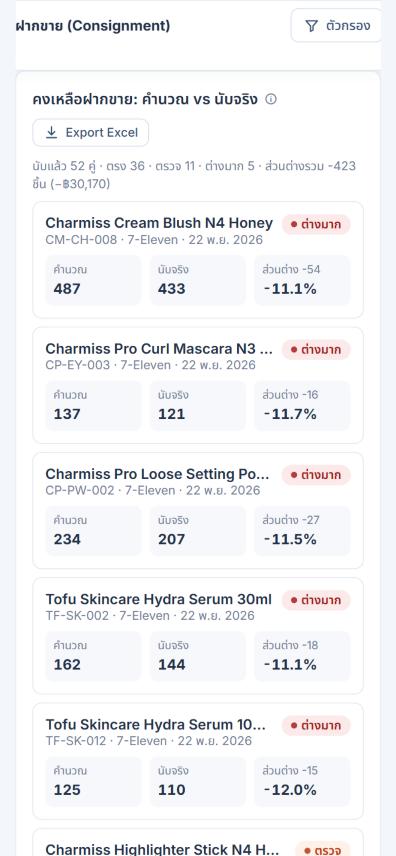 ฝากขาย (Consignment)
ตัวกรอง
คงเหลือฝากขาย: คำนวณ vs นับจริง
Export Excel
นับแล้ว 52 คู่ · ตรง 36 · ตรวจ 11 · ต่างมาก 5 · ส่วนต่างรวม -423
ชิ้น (−฿30,170)
Charmiss Cream Blush N4 Honey
ต่างมาก
CM-CH-008 · 7-Eleven · 22 พ.ย. 2026
คำนวณ
นับจริง
ส่วนต่าง -54
487
433
-11.1%
Charmiss Pro Curl Mascara N3 ...
ต่างมาก
CP-EY-003 · 7-Eleven · 22 พ.ย. 2026
คำนวณ
นับจริง
ส่วนต่าง -16
137
121
-11.7%
Charmiss Pro Loose Setting Po...
ต่างมาก
CP-PW-002 · 7-Eleven · 22 พ.ย. 2026
คำนวณ
นับจริง
ส่วนต่าง -27
234
207
-11.5%
Tofu Skincare Hydra Serum 30ml
ต่างมาก
TF-SK-002 · 7-Eleven · 22 พ.ย. 2026
คำนวณ
นับจริง
ส่วนต่าง -18
162
144
-11.1%
Tofu Skincare Hydra Serum 10...
ต่างมาก
TF-SK-012 · 7-Eleven · 22 พ.ย. 2026
คำนวณ
นับจริง
ส่วนต่าง -15
125
110
-12.0%
Charmiss Highlighter Stick N4 H...
ตรวจ